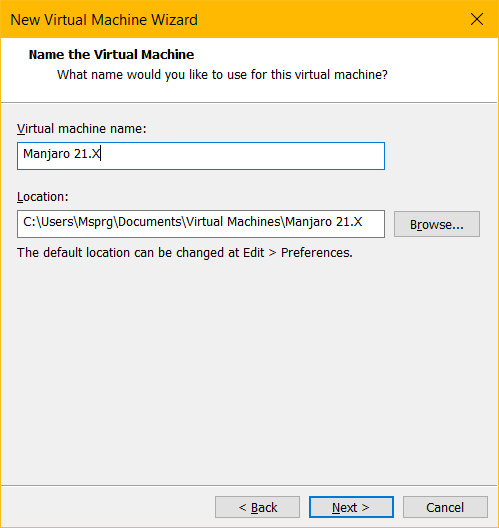 New Virtual Machine Wizard
Name the Virtual Machine
What name would you like to use for this virtual machine?
Virtual machine name:
Manjaro 21.X
Location:
C:\Users\Msprg\Documents\Virtual Machines\Manjaro 21.X
Browse...
The default location can be changed at Edit > Preferences.
< Back
Next >
Cancel